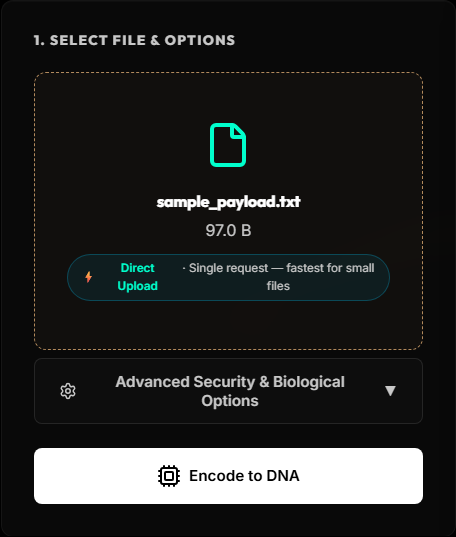 1. SELECT FILE & OPTIONS
sample_payload.txt
97.0 B
Direct Upload · Single request — fastest for small files
Advanced Security & Biological
Options
▼
Encode to DNA